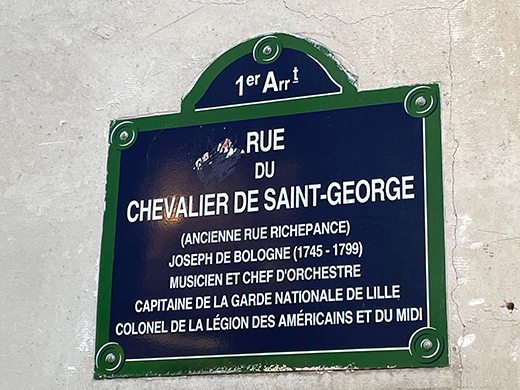 1er Arrt
RUE
DU
CHEVALIER DE SAINT-GEORGE
(ANCIENNE RUE RICHEPANCE)
JOSEPH DE BOLOGNE (1745 - 1799)
MUSICIEN ET CHEF D'ORCHESTRE
CAPITAINE DE LA GARDE NATIONALE DE LILLE
COLONEL DE LA LÉGION DES AMÉRICAINS ET DU MIDI